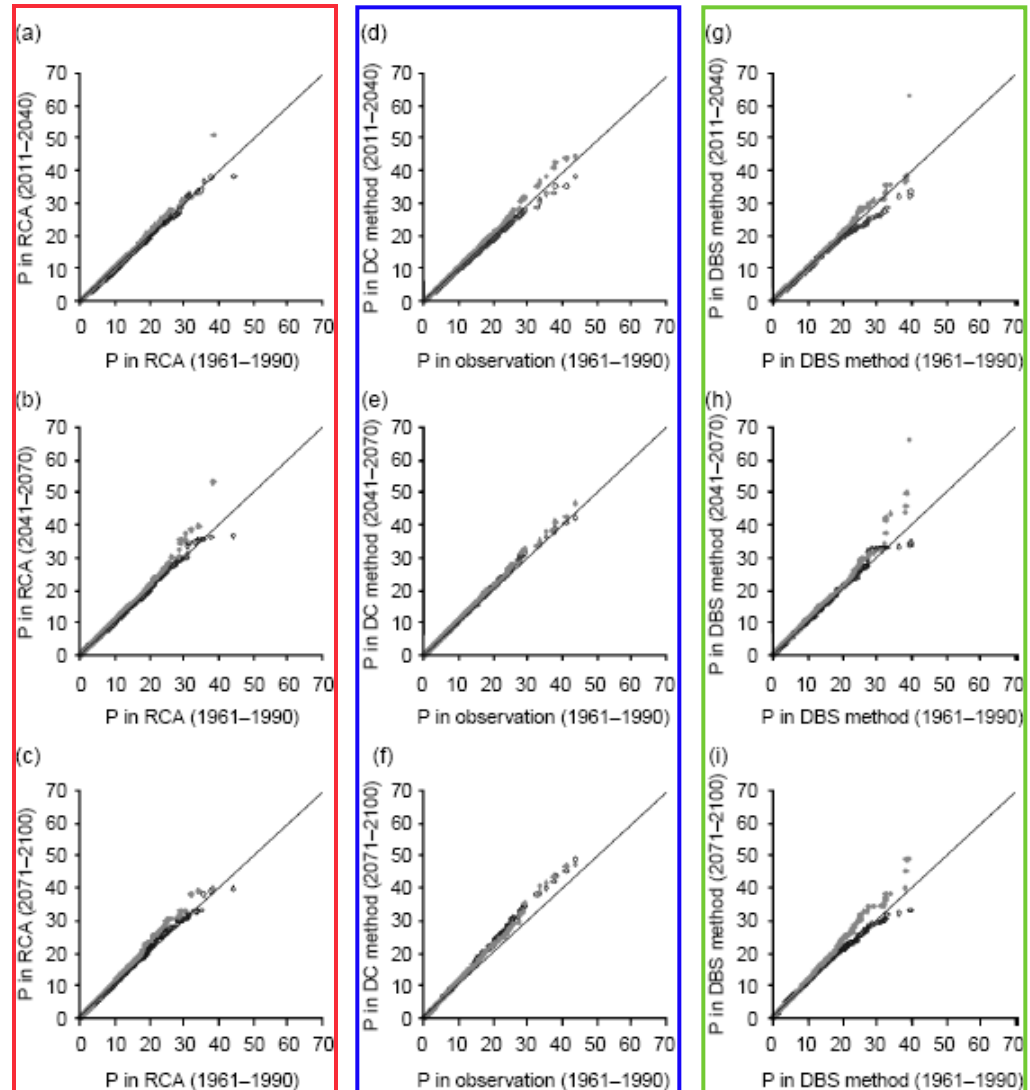 (a)
P in RCA (2011–2040)
70
60
50
40
30
20
10
0
0 10 20 30 40 50 60 70
P in RCA (1961–1990)
(b)
P in RCA (2041–2070)
70
60
50
40
30
20
10
0
0 10 20 30 40 50 60 70
P in RCA (1961–1990)
(c)
P in RCA (2071–2100)
70
60
50
40
30
20
10
0
0 10 20 30 40 50 60 70
P in RCA (1961–1990)
(d)
P in DC method (2011–2040)
70
60
50
40
30
20
10
0
0 10 20 30 40 50 60 70
P in observation (1961–1990)
(e)
P in DC method (2041–2070)
70
60
50
40
30
20
10
0
0 10 20 30 40 50 60 70
P in observation (1961–1990)
(f)
P in DC method (2071–2100)
70
60
50
40
30
20
10
0
0 10 20 30 40 50 60 70
P in observation (1961–1990)
(g)
P in DBS method (2011–2040)
70
60
50
40
30
20
10
0
0 10 20 30 40 50 60 70
P in DBS method (1961–1990)
(h)
P in DBS method (2041–2070)
70
60
50
40
30
20
10
0
0 10 20 30 40 50 60 70
P in DBS method (1961–1990)
(i)
P in DBS method (2071–2100)
70
60
50
40
30
20
10
0
0 10 20 30 40 50 60 70
P in DBS method (1961–1990)